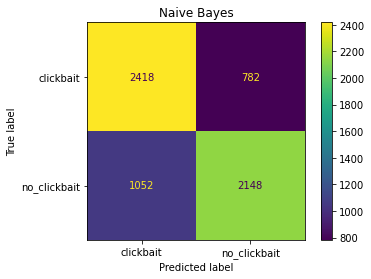 Naive Bayes
True label
clickbait
2418
782
no_clickbait
1052
2148
clickbait
no_clickbait
Predicted label
2400
2200
2000
1800
1600
1400
1200
1000
800